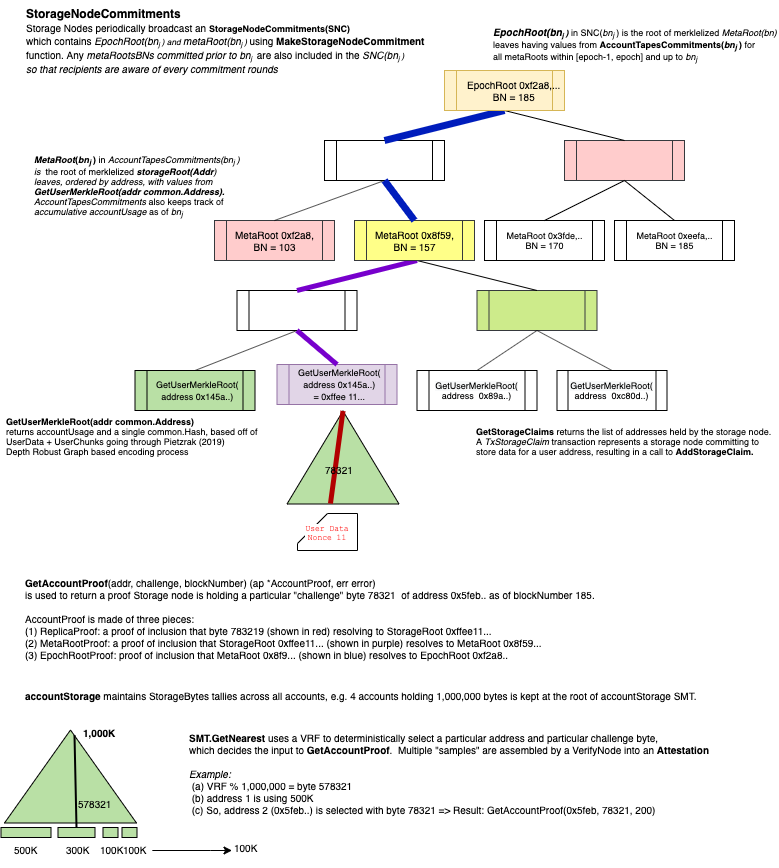 StorageNodeCommitments
Storage Nodes periodically broadcast an StorageNodeCommitments(SNC)
which contains EpochRoot(bnj) and metaRoot(bnj) using MakeStorageNodeCommitment
function. Any metaRootsBNs committed prior to bnj are also included in the SNC(bnj)
so that recipients are aware of every commitment rounds
EpochRoot(bnj) in SNC(bnj) is the root of merklelized MetaRoot(bn)
leaves having values from AccountTapesCommitments(bnj) for
all metaRoots within [epoch-1, epoch] and up to bnj
EpochRoot 0xf2a8,...
BN = 185
MetaRoot(bnj) in AccountTapesCommitments(bnj)
is the root of merklelized storageRoot(Addr)
leaves, ordered by address, with values from
GetUserMerkleRoot(addr common.Address).
AccountTapesCommitments also keeps track of
accumulative accountUsage as of bnj
MetaRoot 0xf2a8,
BN = 103
MetaRoot 0x8f59,
BN = 157
MetaRoot 0x3fde,..
BN = 170
MetaRoot 0xeefa,..
BN = 185
GetUserMerkleRoot(
address 0x145a..)
GetUserMerkleRoot(
address 0x145a..)
= 0xffee 11...
GetUserMerkleRoot(
address 0x89a..)
GetUserMerkleRoot(
address 0xc80d..)
GetUserMerkleRoot(addr common.Address)
returns accountUsage and a single common.Hash, based off of
UserData + UserChunks going through Pietzrak (2019)
Depth Robust Graph based encoding process
GetStorageClaims returns the list of addresses held by the storage node.
A TxStorageClaim transaction represents a storage node committing to
store data for a user address, resulting in a call to AddStorageClaim.
78321
User Data
Nonce 11
GetAccountProof(addr, challenge, blockNumber) (ap *AccountProof, err error)
is used to return a proof Storage node is holding a particular "challenge" byte 78321 of address 0x5feb.. as of blockNumber 185.
AccountProof is made of three pieces:
(1) ReplicaProof: a proof of inclusion that byte 783219 (shown in red) resolving to StorageRoot 0xffee11...
(2) MetaRootProof: a proof of inclusion that StorageRoot 0xffee11... (shown in purple) resolves to MetaRoot 0x8f59...
(3) EpochRootProof: proof of inclusion that MetaRoot 0x8f9... (shown in blue) resolves to EpochRoot 0xf2a8..
accountStorage maintains StorageBytes tallies across all accounts, e.g. 4 accounts holding 1,000,000 bytes is kept at the root of accountStorage SMT.
1,000K
578321
500K
300K
100K
100K
100K
SMT.GetNearest uses a VRF to deterministically select a particular address and particular challenge byte,
which decides the input to GetAccountProof. Multiple "samples" are assembled by a VerifyNode into an Attestation
Example:
(a) VRF % 1,000,000 = byte 578321
(b) address 1 is using 500K
(c) So, address 2 (0x5feb..) is selected with byte 78321 => Result: GetAccountProof(0x5feb, 78321, 200)